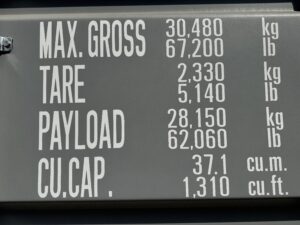 MAX. GROSS 30,480 kg
67,200 lb
TARE 2,330 kg
5,140 lb
PAYLOAD 28,150 kg
62,060 lb
CU.CAP. 37.1 cu.m.
1,310 cu.ft.